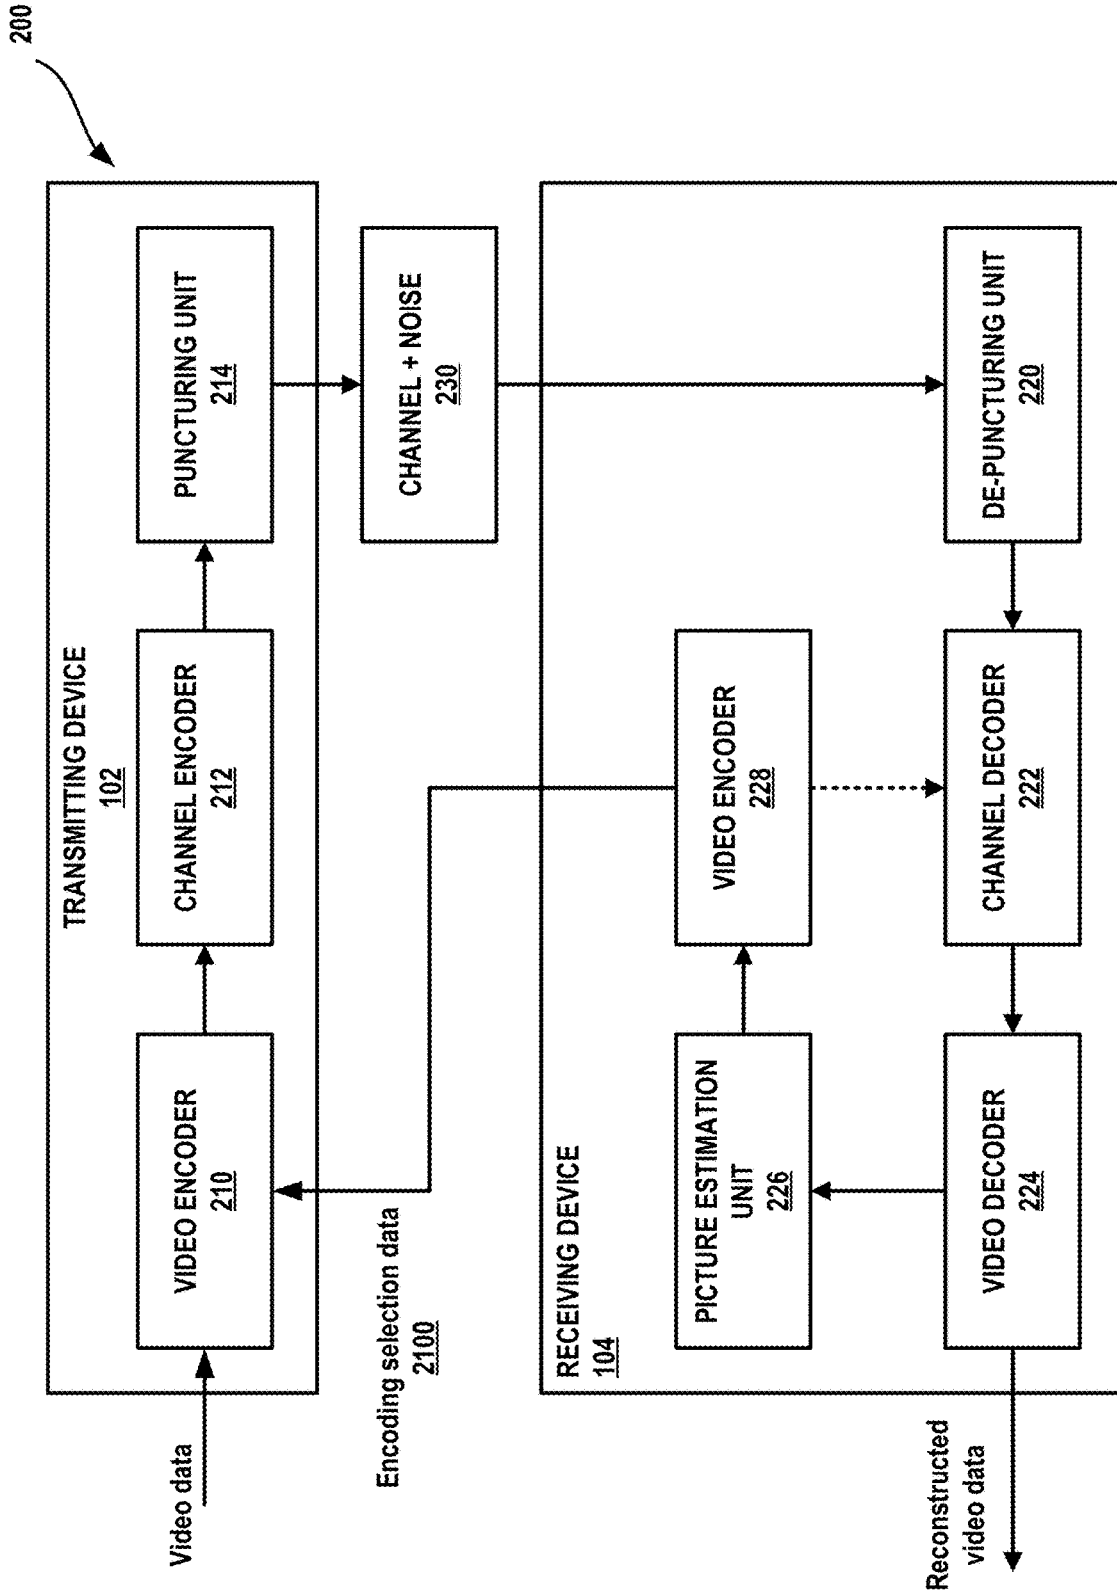 200
TRANSMITTING DEVICE
102
Video data
VIDEO ENCODER
210
CHANNEL ENCODER
212
PUNCTURING UNIT
214
Encoding selection data
2100
CHANNEL + NOISE
230
RECEIVING DEVICE
104
PICTURE ESTIMATION
UNIT
226
VIDEO ENCODER
228
Reconstructed
video data
VIDEO DECODER
224
CHANNEL DECODER
222
DE-PUNCTURING UNIT
220